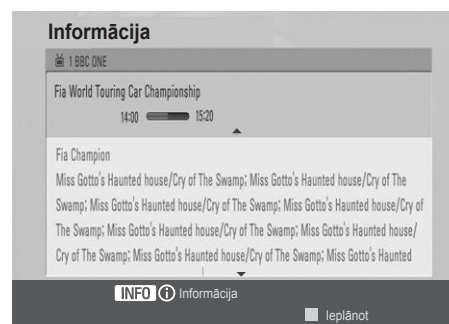 Informācija
1 BBC ONE
Fia World Touring Car Championship
14:00 15:20
Fia Champion
Miss Gotto's Haunted house/Cry of The Swamp; Miss Gotto's Haunted house/Cry of The
Swamp; Miss Gotto's Haunted house/Cry of The Swamp; Miss Gotto's Haunted house/Cry of
The Swamp; Miss Gotto's Haunted house/Cry of The Swamp; Miss Gotto's Haunted house/
Cry of The Swamp; Miss Gotto's Haunted house/Cry of The Swamp; Miss Gotto's Haunted
INFO i Informācija
Ieplānot